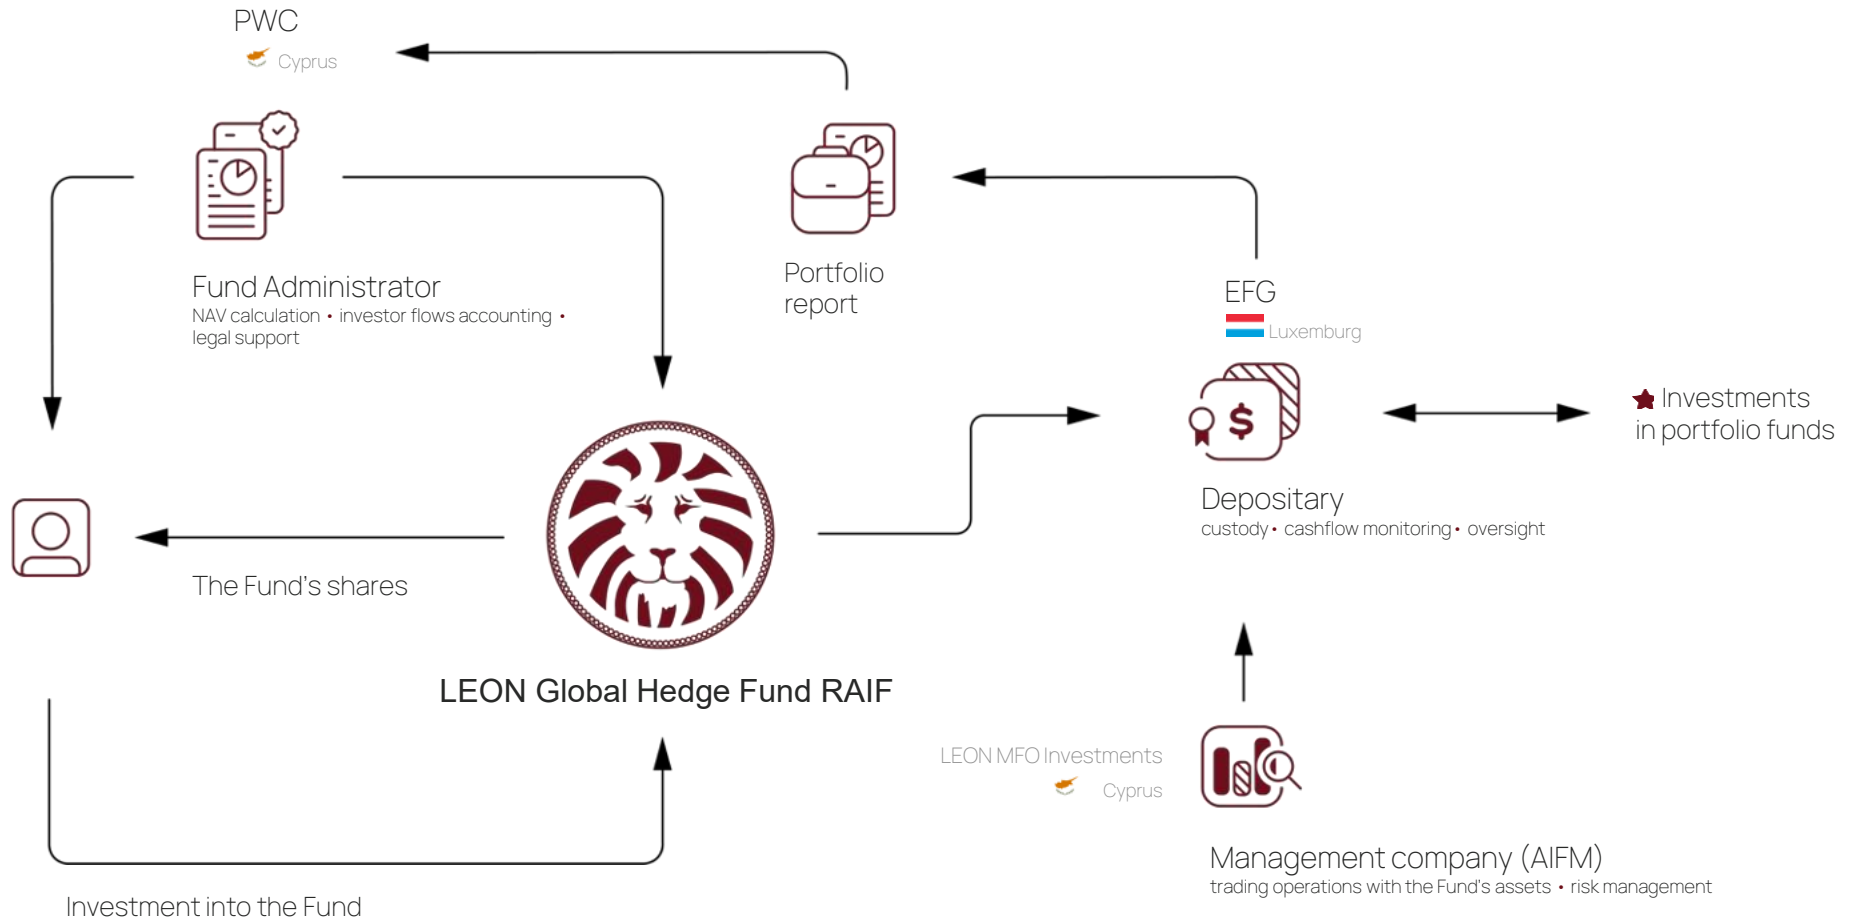 PWC
Cyprus
Fund Administrator
NAV calculation • investor flows accounting •
legal support
Portfolio
report
EFG
Luxemburg
Investments
in portfolio funds
Depositary
custody • cashflow monitoring • oversight
The Fund's shares
LEON Global Hedge Fund RAIF
LEON MFO Investments
Cyprus
Management company (AIFM)
trading operations with the Fund's assets • risk management
Investment into the Fund